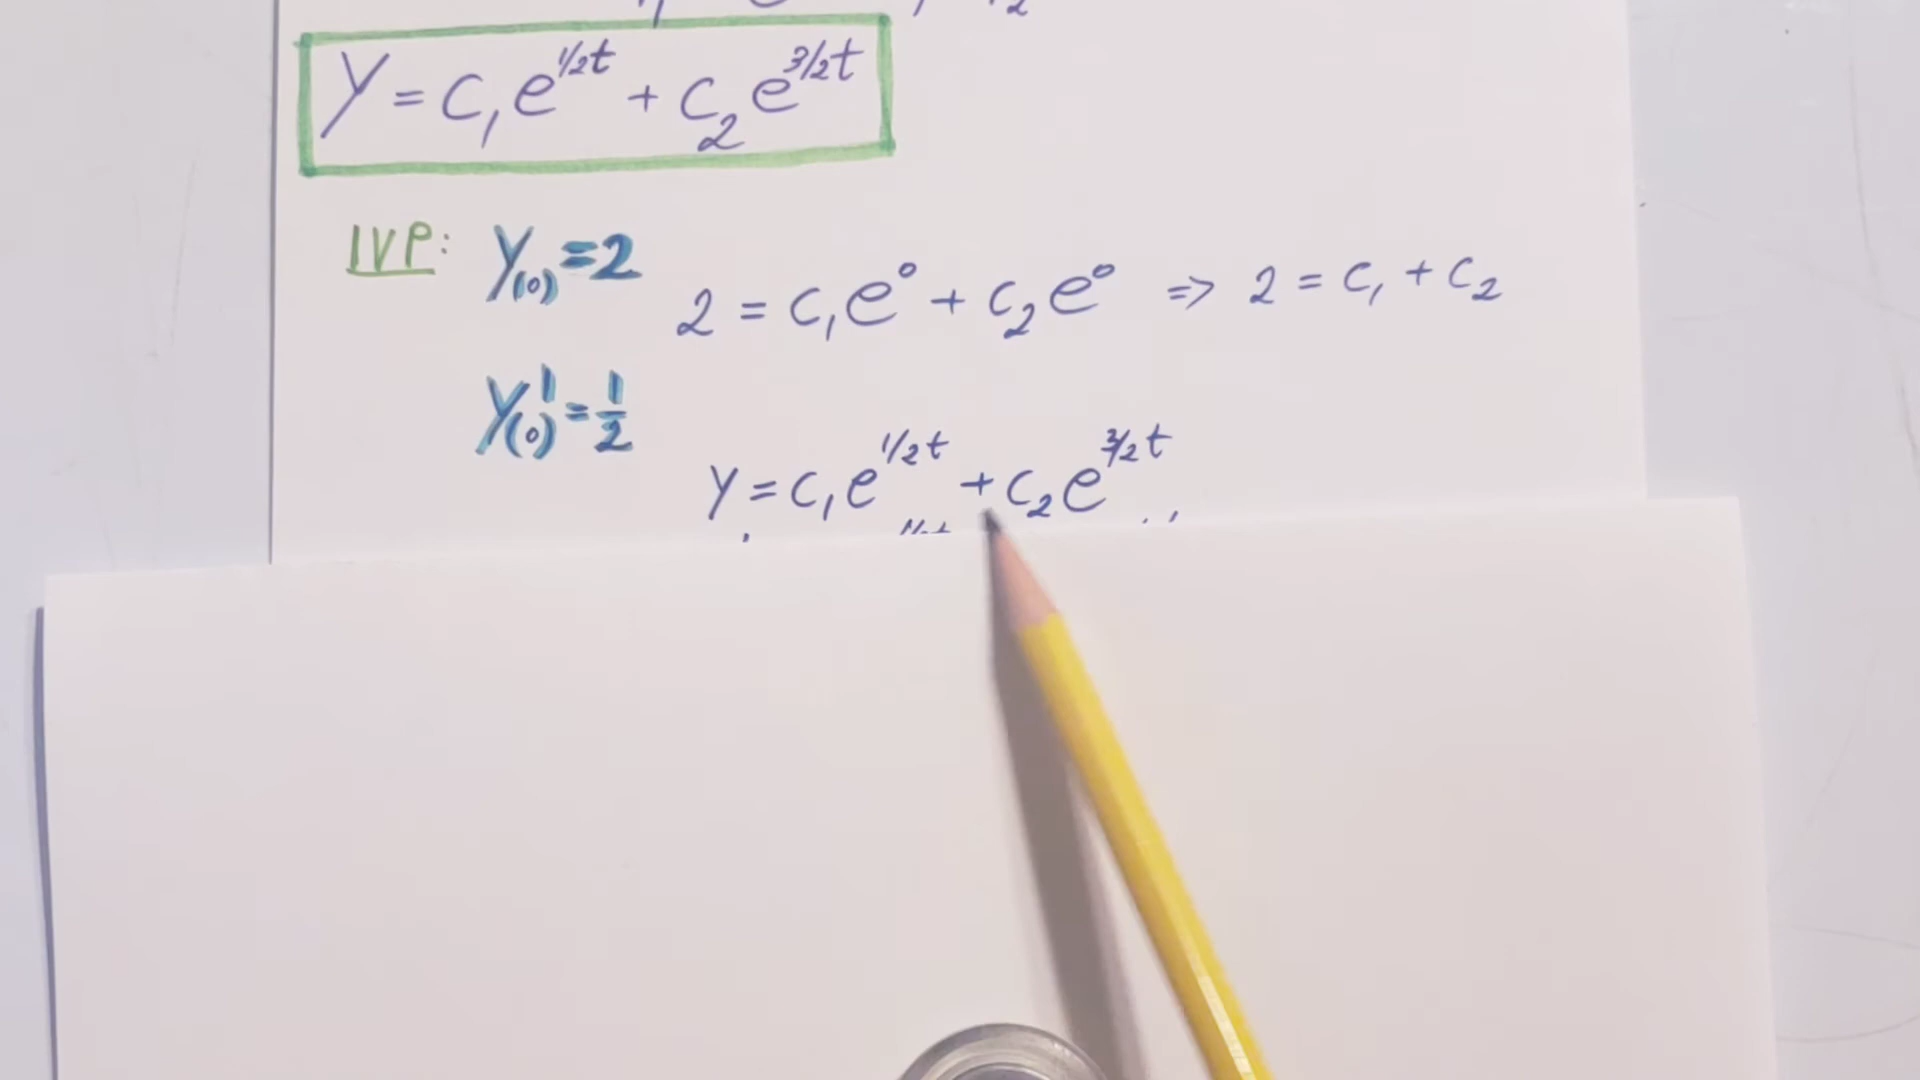 y = c₁e^{1/2t} + c₂e^{3/2t}
IVP: y(0) = 2
2 = c₁e⁰ + c₂e⁰ ⇒ 2 = c₁ + c₂
y'(0) = 1/2
y = c₁e^{1/2t} + c₂e^{3/2t}